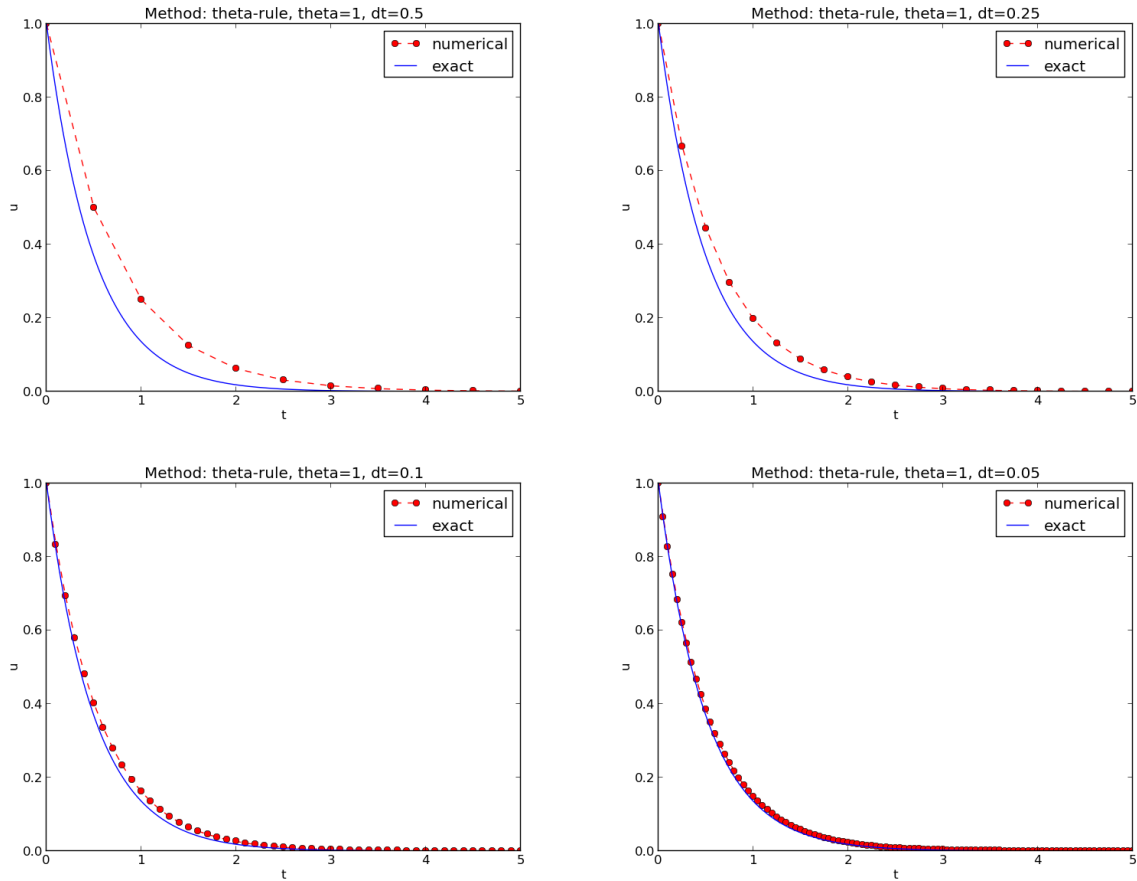 Method: theta-rule, theta=1, dt=0.5
1.0
0.8
0.6
0.4
0.2
0.0
u
numerical
exact
0
1
2
3
4
5
t
Method: theta-rule, theta=1, dt=0.25
1.0
0.8
0.6
0.4
0.2
0.0
u
numerical
exact
0
1
2
3
4
5
t
Method: theta-rule, theta=1, dt=0.1
1.0
0.8
0.6
0.4
0.2
0.0
u
numerical
exact
0
1
2
3
4
5
t
Method: theta-rule, theta=1, dt=0.05
1.0
0.8
0.6
0.4
0.2
0.0
u
numerical
exact
0
1
2
3
4
5
t